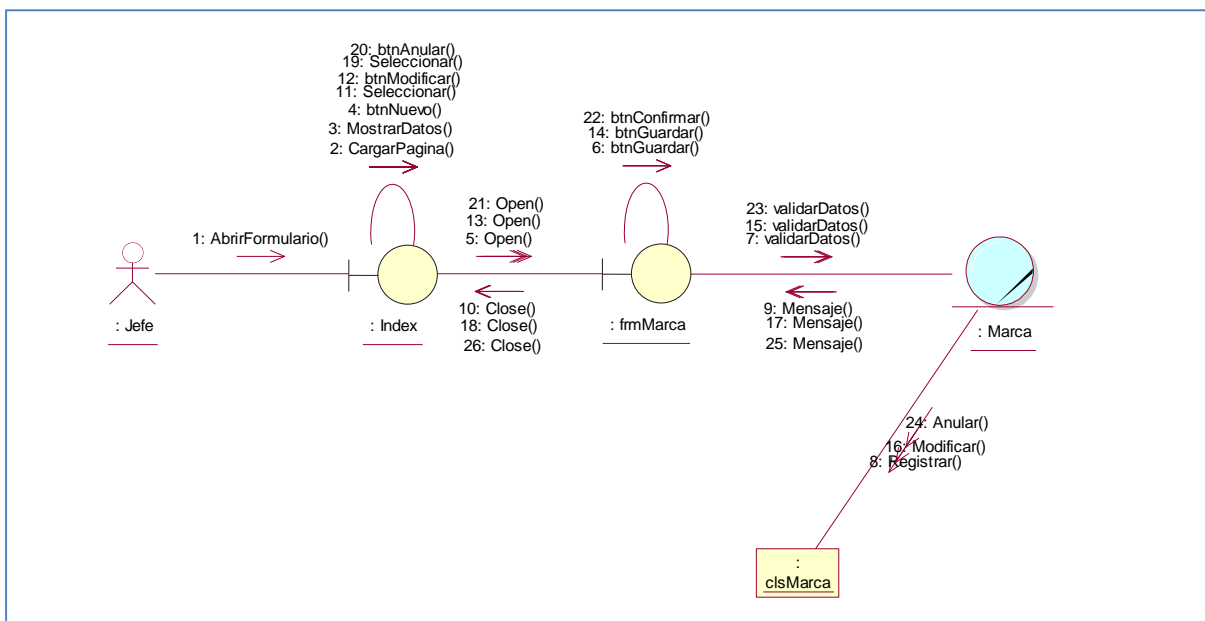 20: btnAnular()
19: Seleccionar()
12: btnModificar()
11: Seleccionar()
4: btnNuevo()
3: MostrarDatos()
2: CargarPagina()
22: btnConfirmar()
14: btnGuardar()
6: btnGuardar()
21: Open()
13: Open()
5: Open()
23: validarDatos()
15: validarDatos()
7: validarDatos()
1: AbrirFormulario()
10: Close()
18: Close()
26: Close()
9: Mensaje()
17: Mensaje()
25: Mensaje()
: Jefe
: Index
: frmMarca
: Marca
24: Anular()
16: Modificar()
8: Registrar()
:
clsMarca